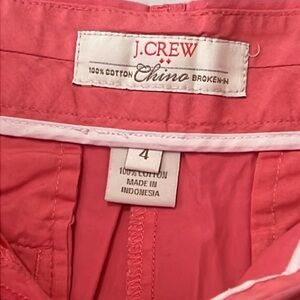 J.CREW
100% COTTON Chino BROKEN-IN
4
100% COTTON
MADE IN
INDONESIA